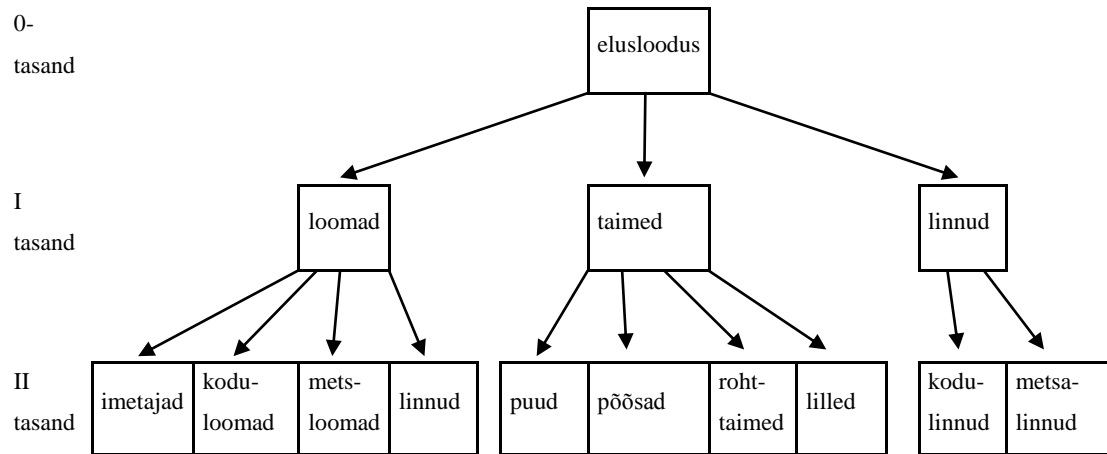 0-
tasand
elusloodus
I
tasand
loomad
taimed
linnud
II
tasand
imetajad
kodu-
loomad
mets-
loomad
linnud
puud
põõsad
roht-
taimed
lilled
kodu-
linnud
metsa-
linnud